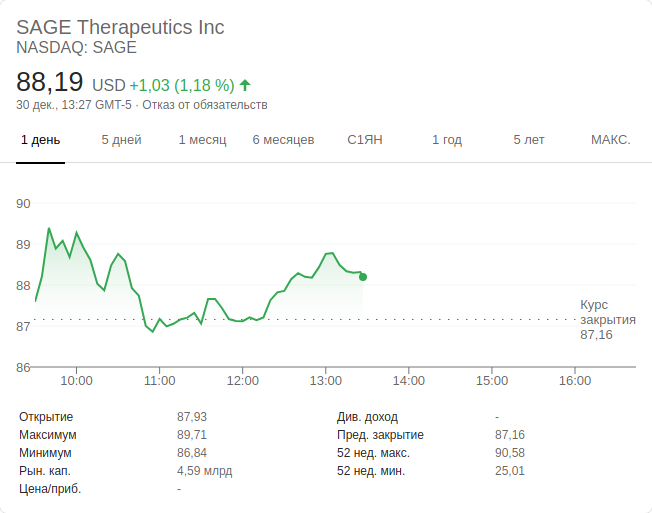 SAGE Therapeutics Inc
NASDAQ: SAGE
88,19 USD +1,03 (1,18 %)
30 дек., 13:27 GMT-5 · Отказ от обязательств
1 день 5 дней 1 месяц 6 месяцев С1ЯН 1 год 5 лет МАКС.
90
89
88
87
86
Курс
закрытия
87,16
10:00 11:00 12:00 13:00 14:00 15:00 16:00
Открытие 87,93 Див. доход -
Максимум 89,71 Пред. закрытие 87,16
Минимум 86,84 52 нед. макс. 90,58
Рын. кап. 4,59 млрд 52 нед. мин. 25,01
Цена/приб. -